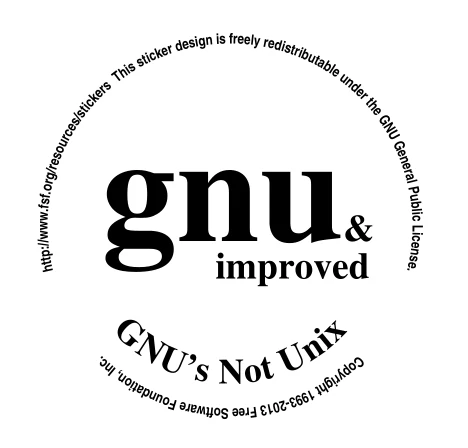 http://www.fsf.org/resources/stickers This sticker design is freely redistributable under the GNU General Public License.
gnu &
improved
GNU's Not Unix
Copyright 1993-2013 Free Software Foundation, Inc.